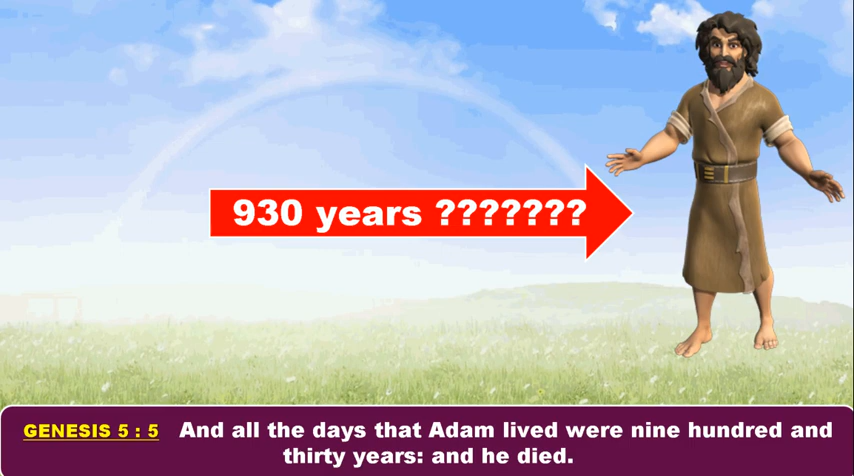 930 years ???????
GENESIS 5 : 5 And all the days that Adam lived were nine hundred and
thirty years: and he died.